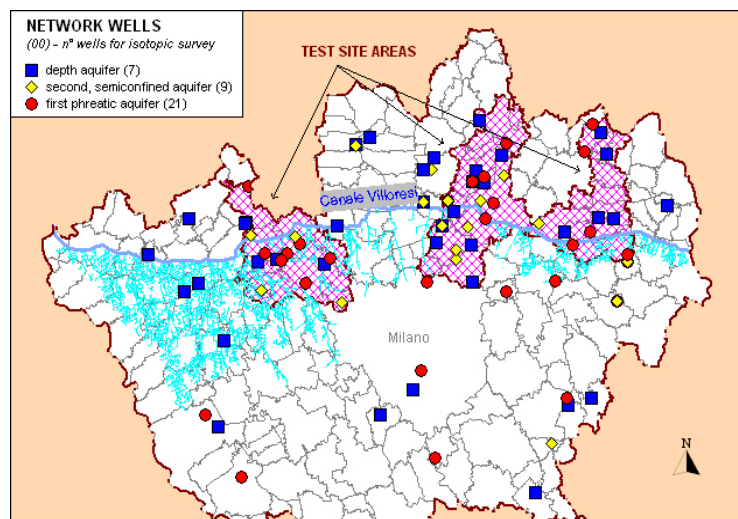 NETWORK WELLS
(00) - n° wells for isotopic survey
depth aquifer (7)
second, semiconfined aquifer (9)
first phreatic aquifer (21)
TEST SITE AREAS
Canale Villoresi
Milano
N